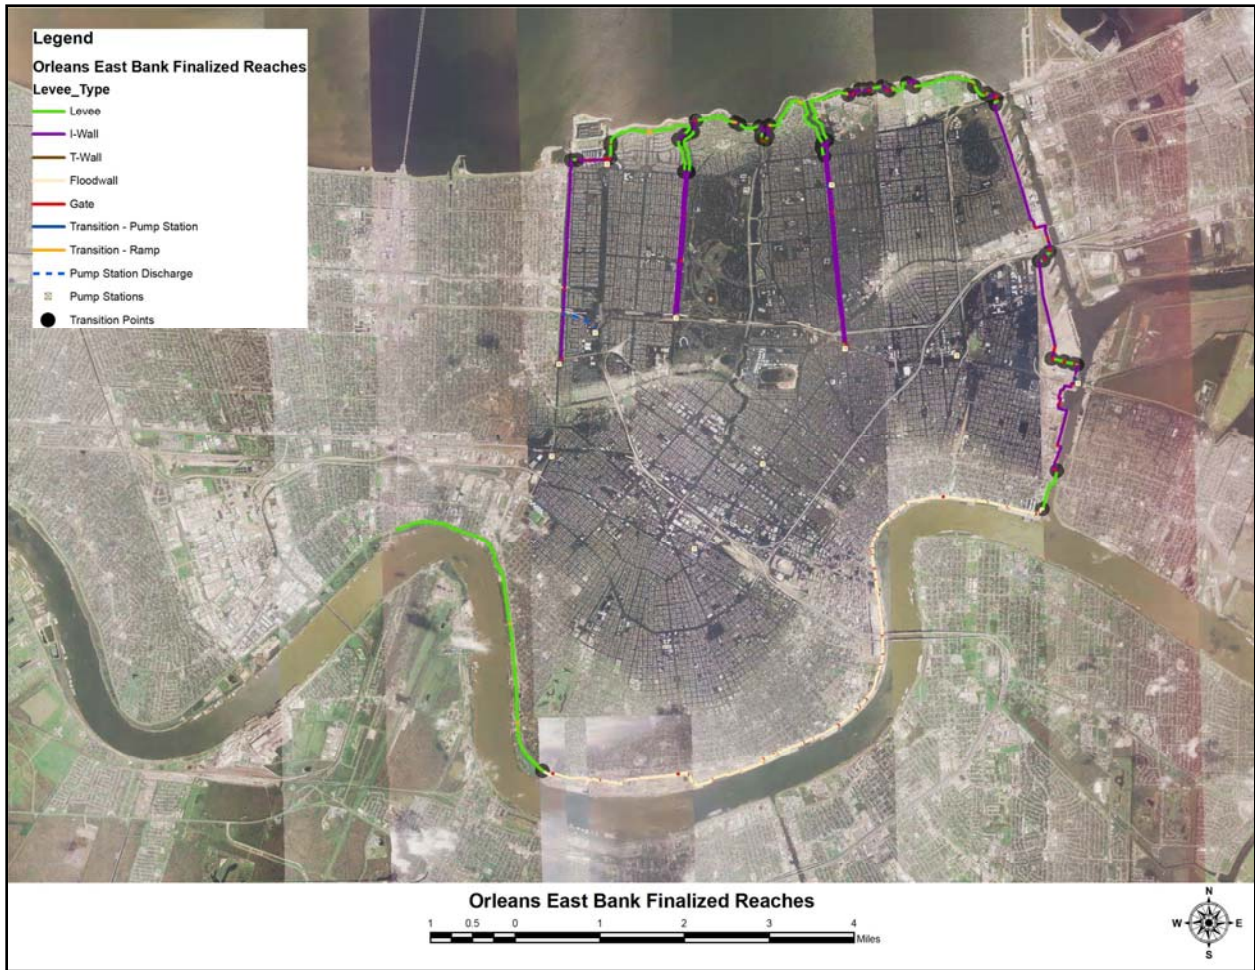 Legend
Orleans East Bank Finalized Reaches
Levee_Type
Levee
I-Wall
T-Wall
Floodwall
Gate
Transition - Pump Station
Transition - Ramp
Pump Station Discharge
Pump Stations
Transition Points
Orleans East Bank Finalized Reaches
1 0.5 0 1 2 3 4
Miles
N
W E
S